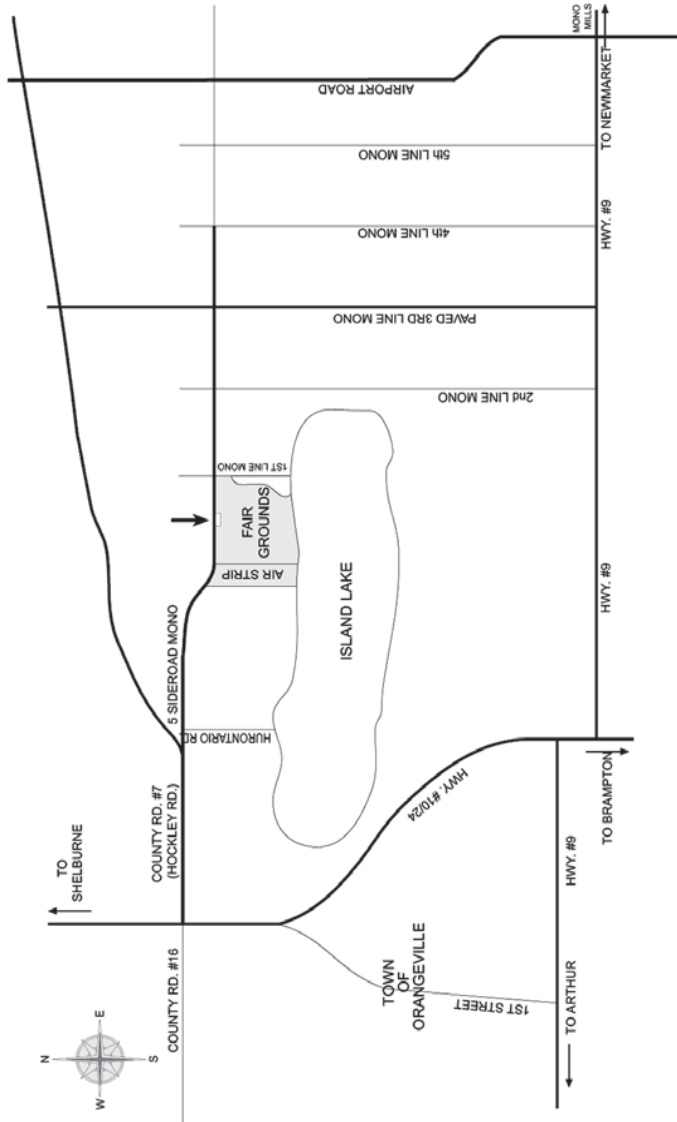 N
E
S
W
TO
SHELBURNE
COUNTY RD. #16
COUNTY RD. #7
(HOCKLEY RD.)
5 SIDEROAD MONO
HURONTARIO RD.
AIR STRIP
FAIR
GROUNDS
1ST LINE MONO
ISLAND LAKE
2nd LINE MONO
PAVED 3RD LINE MONO
4th LINE MONO
5th LINE MONO
AIRPORT ROAD
MONO
MILLS
TO NEWMARKET
HWY. #9
HWY. #9
HWY. #10/24
TO BRAMPTON
HWY. #9
TOWN
OF
ORANGEVILLE
1ST STREET
TO ARTHUR